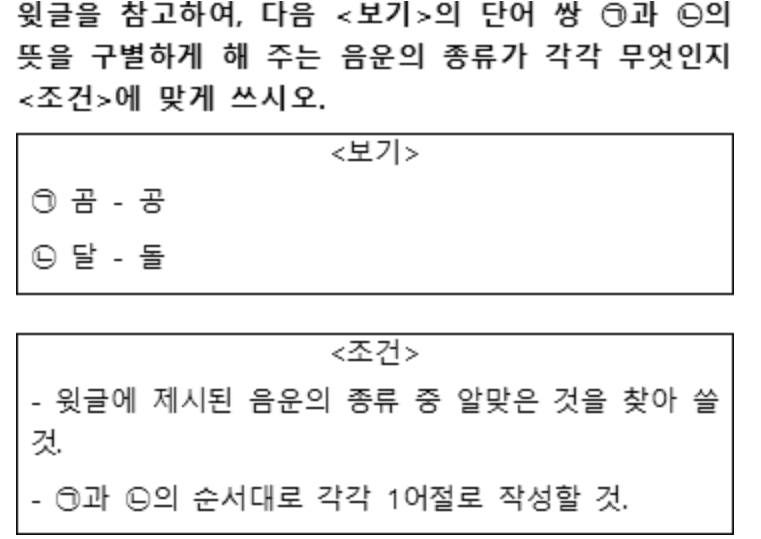 윗글을 참고하여, 다음 <보기>의 단어 쌍 ㉠과 ㉡의
뜻을 구별하게 해 주는 음운의 종류가 각각 무엇인지
<조건>에 맞게 쓰시오.
<보기>
㉠ 곰 - 공
㉡ 달 - 돌
<조건>
- 윗글에 제시된 음운의 종류 중 알맞은 것을 찾아 쓸
것.
- ㉠과 ㉡의 순서대로 각각 1어절로 작성할 것.